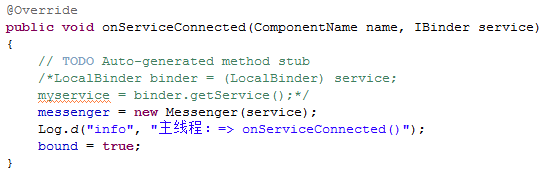 @Override
public void onServiceConnected(ComponentName name, IBinder service)
{
// TODO Auto-generated method stub
/*LocalBinder binder = (LocalBinder) service;
myservice = binder.getService();*/
messenger = new Messenger(service);
Log.d("info", "主线程：=> onServiceConnected()");
bound = true;
}